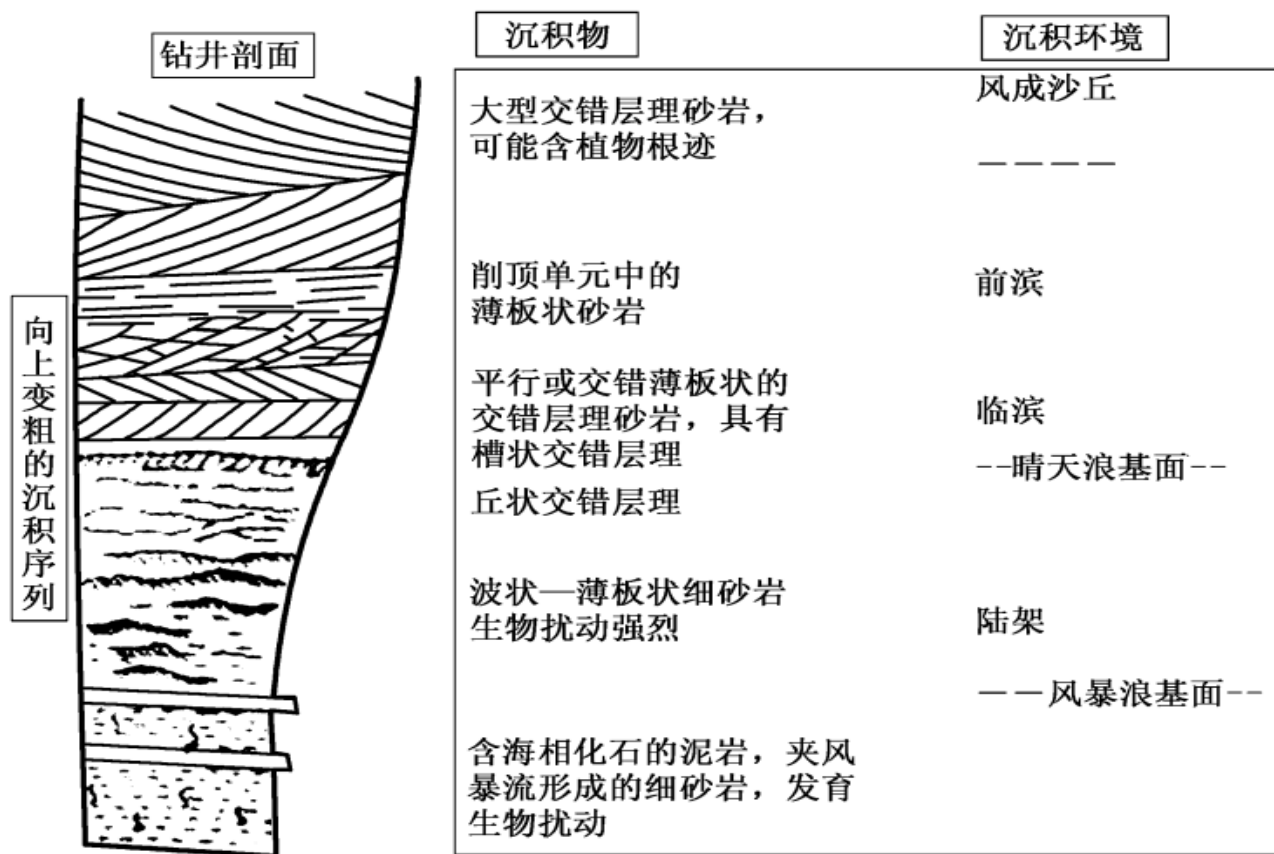 钻井剖面
沉积物
沉积环境
向上变粗的沉积序列
大型交错层理砂岩，
可能含植物根迹
风成沙丘
————
削顶单元中的
薄板状砂岩
前滨
平行或交错薄板状的
交错层理砂岩，具有
槽状交错层理
临滨
--晴天浪基面--
丘状交错层理
波状—薄板状细砂岩
生物扰动强烈
陆架
——风暴浪基面--
含海相化石的泥岩，夹风
暴流形成的细砂岩，发育
生物扰动